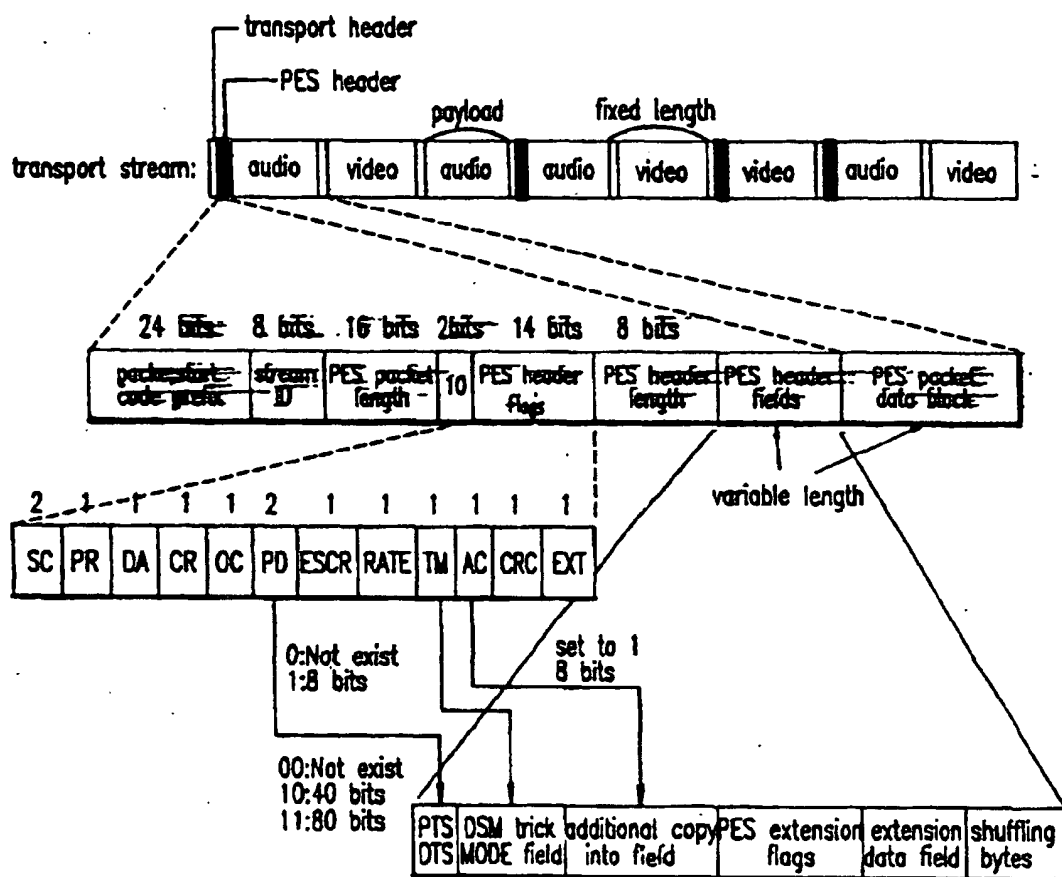 transport header
PES header
payload
fixed length
transport stream:
audio
video
audio
audio
video
video
audio
video
24 bits
8 bits
16 bits
2bits
14 bits
8 bits
packet start
code prefix
stream
ID
PES packet
length
10
PES header
flags
PES header
length
PES header
fields
PES packet
data block
variable length
2 1 1 1 1 2 1 1 1 1 1 1
SC PR DA CR OC PD ESCR RATE TM AC CRC EXT
0:Not exist
1:8 bits
set to 1
8 bits
00:Not exist
10:40 bits
11:80 bits
PTS
DTS
DSM trick
MODE field
additional copy
into field
PES extension
flags
extension
data field
shuffling
bytes